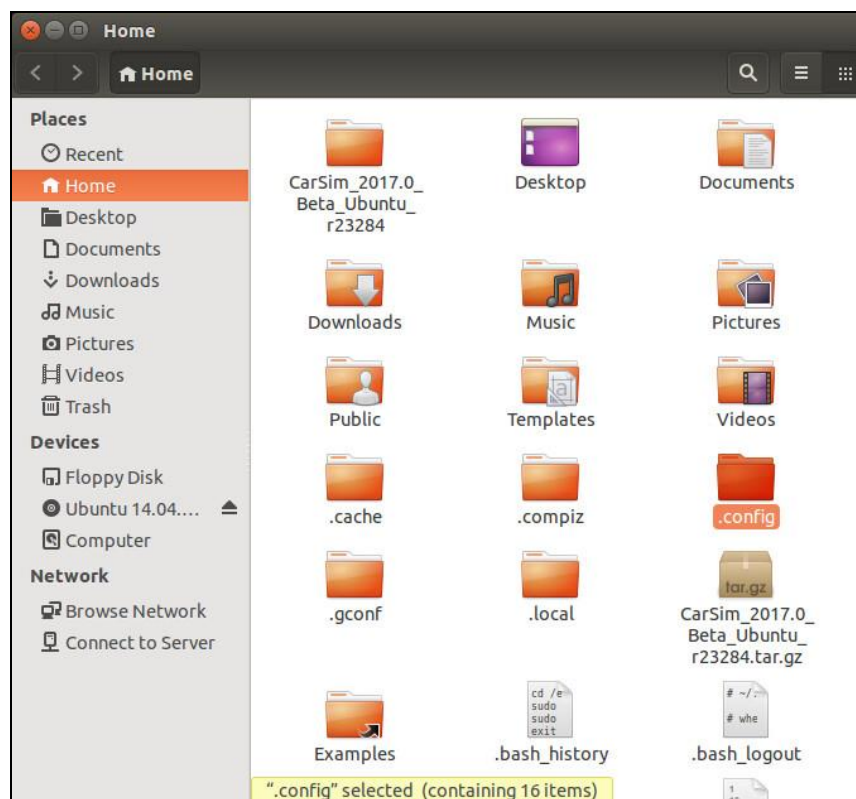 Home
Home
Places
Recent
Home
Desktop
Documents
Downloads
Music
Pictures
Videos
Trash
Devices
Floppy Disk
Ubuntu 14.04....
Computer
Network
Browse Network
Connect to Server
CarSim_2017.0_
Beta_Ubuntu_
r23284
Desktop
Documents
Downloads
Music
Pictures
Public
Templates
a
Videos
.cache
.compiz
.config
.gconf
.local
tar.gz
CarSim_2017.0_
Beta_Ubuntu_
r23284.tar.gz
Examples
cd /e
sudo
sudo
exit
.bash_history
# ~/.
# whe
.bash_logout
".config" selected (containing 16 items)
1